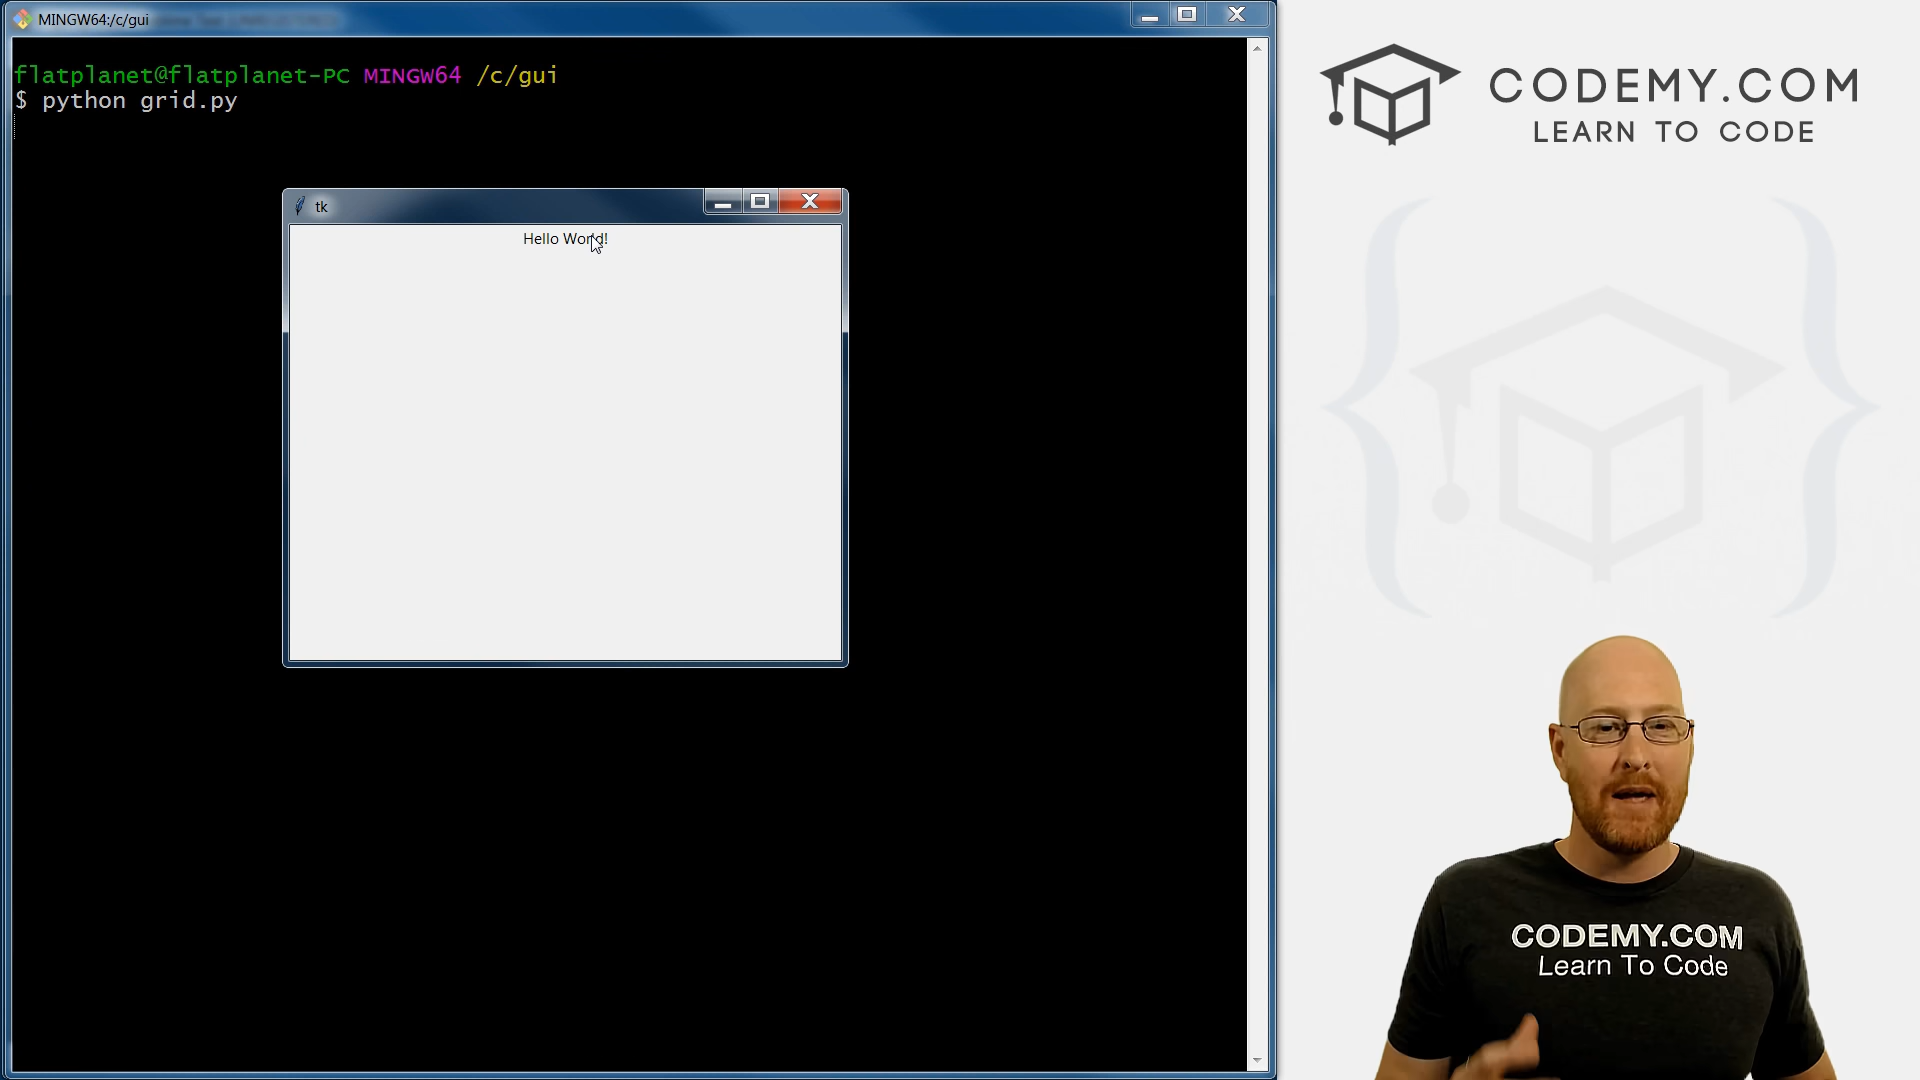 MINGW64:/c/gui
flatplanet@flatplanet-PC MINGW64 /c/gui
$ python grid.py
tk
Hello World!
CODEMY.COM
LEARN TO CODE
CODEMY.COM
Learn To Code